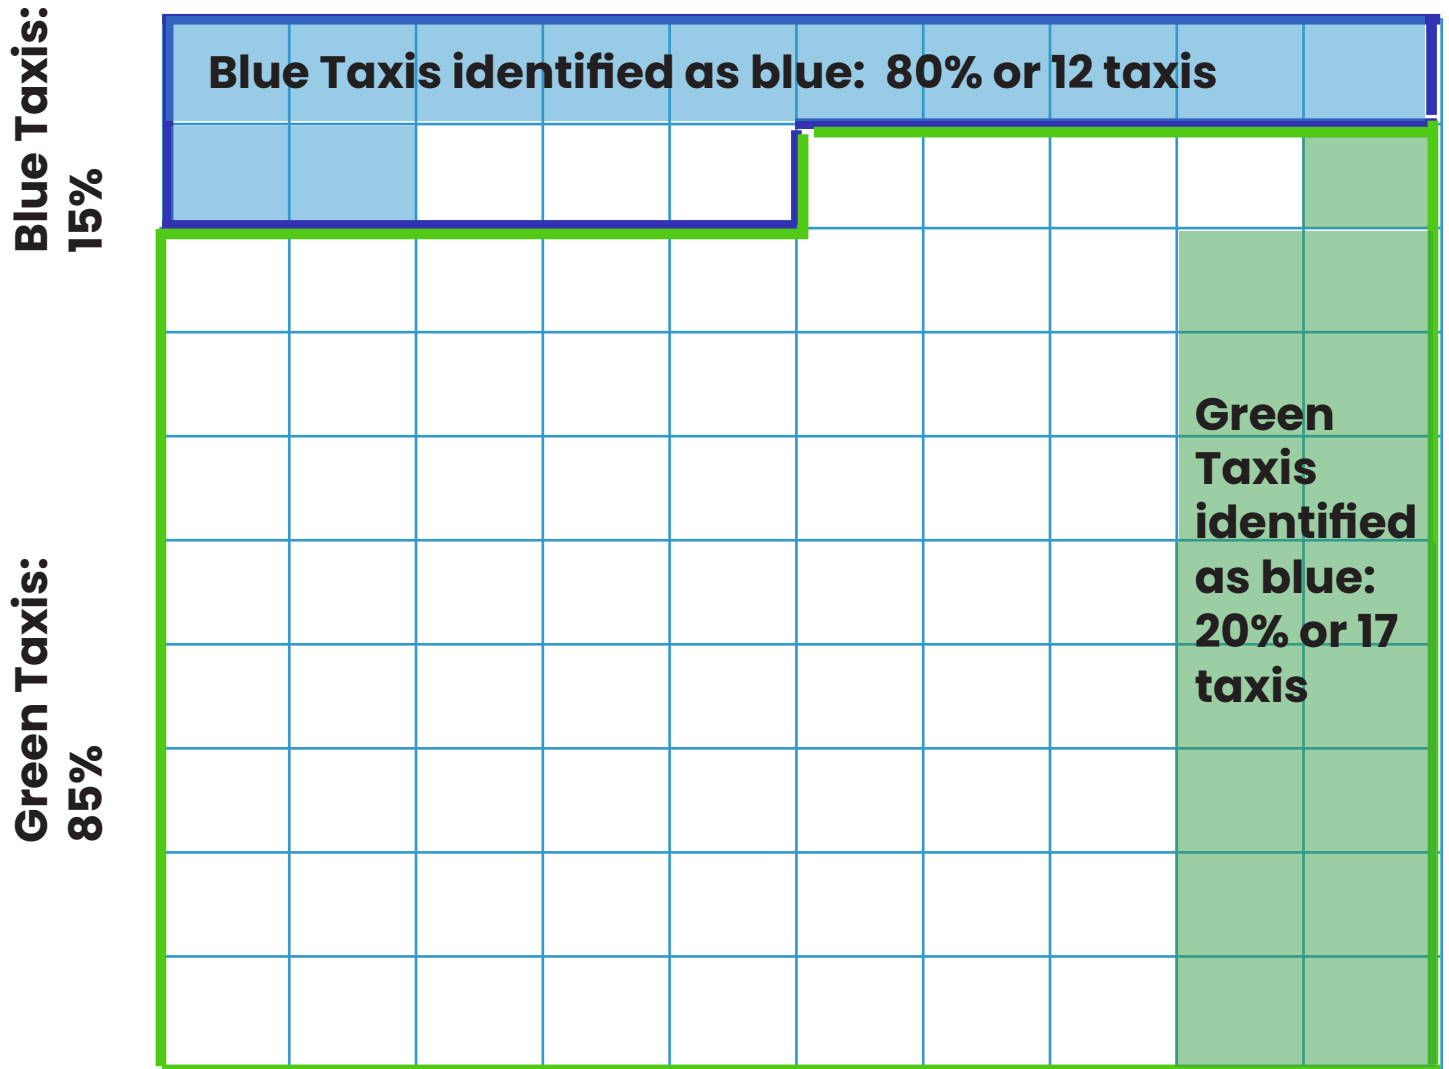 Blue Taxis:
15%
Blue Taxis identified as blue: 80% or 12 taxis
Green Taxis:
85%
Green
Taxis
identified
as blue:
20% or 17
taxis